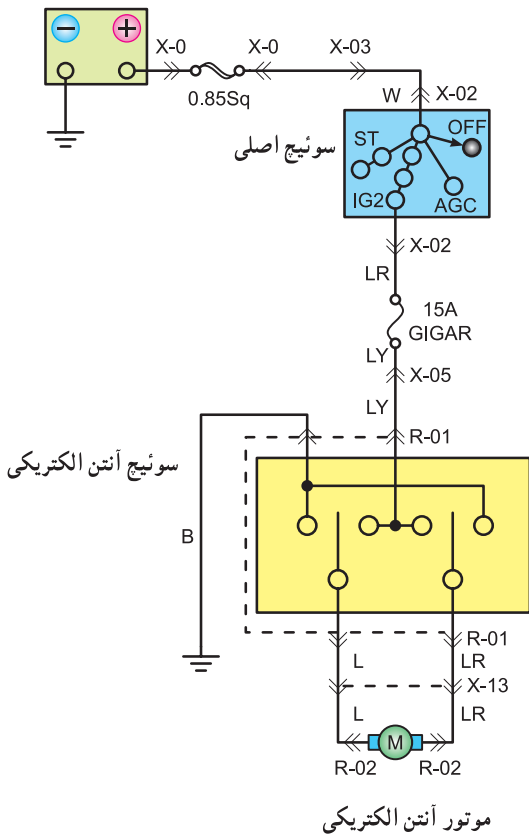 − +
X-0 X-0 X-03
0.85Sq
W X-02
سوئیچ اصلی
ST OFF
IG2 AGC
X-02
LR
15A
GIGAR
LY
X-05
LY
R-01
سوئیچ آنتن الکتریکی
B
R-01
L LR
X-13
L LR
M
R-02 R-02
موتور آنتن الکتریکی